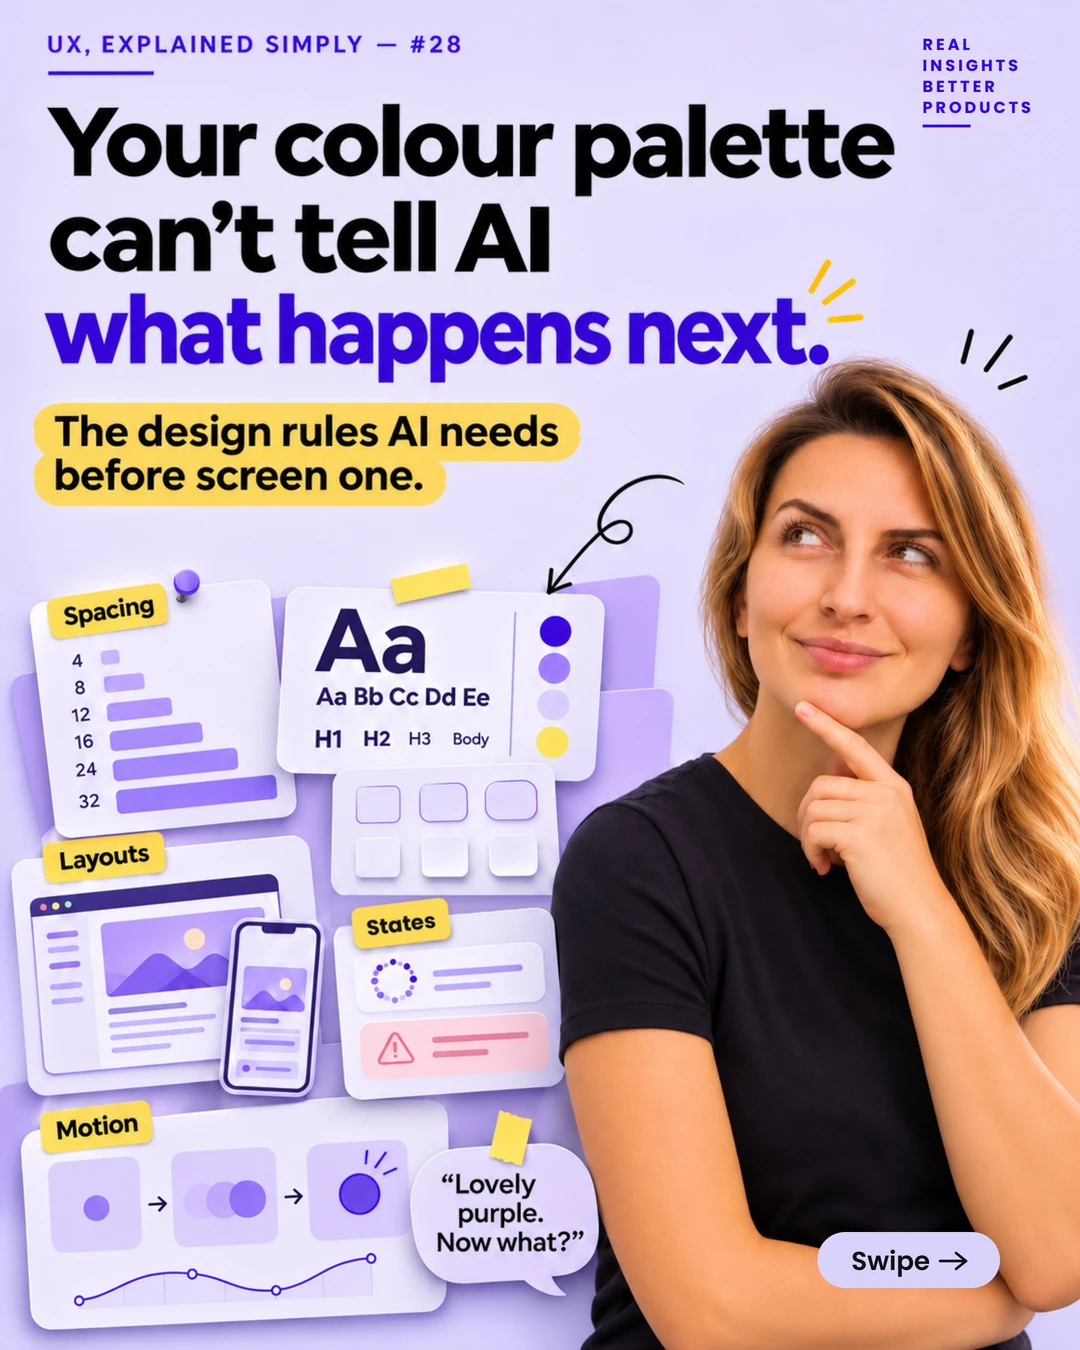 UX, EXPLAINED SIMPLY — #28
REAL
INSIGHTS
BETTER
PRODUCTS
Your colour palette
can’t tell AI
what happens next.
The design rules AI needs
before screen one.
Spacing
4
8
12
16
24
32
Aa
Aa Bb Cc Dd Ee
H1 H2 H3 Body
Layouts
States
Motion
“Lovely
purple.
Now what?”
Swipe →